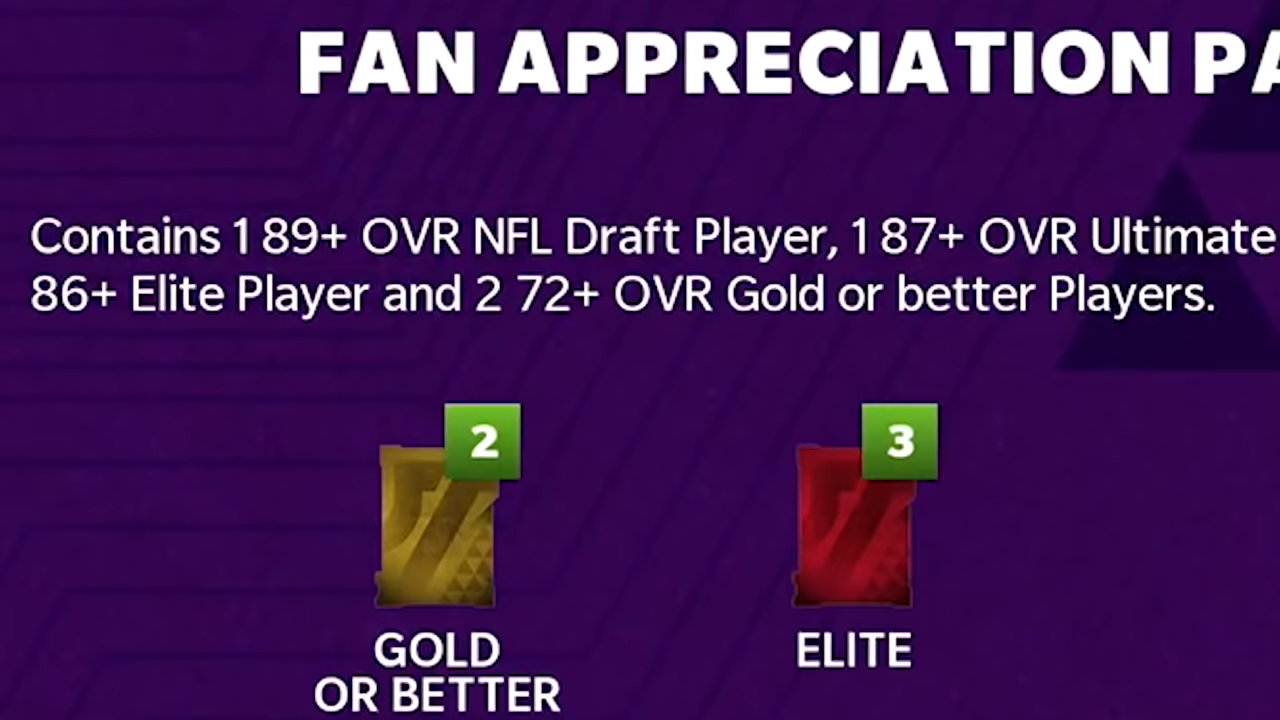 FAN APPRECIATION
Contains 1 89+ OVR NFL Draft Player, 1 87+ OVR Ultimate
86+ Elite Player and 2 72+ OVR Gold or better Players.
2
3
GOLD
OR BETTER
ELITE